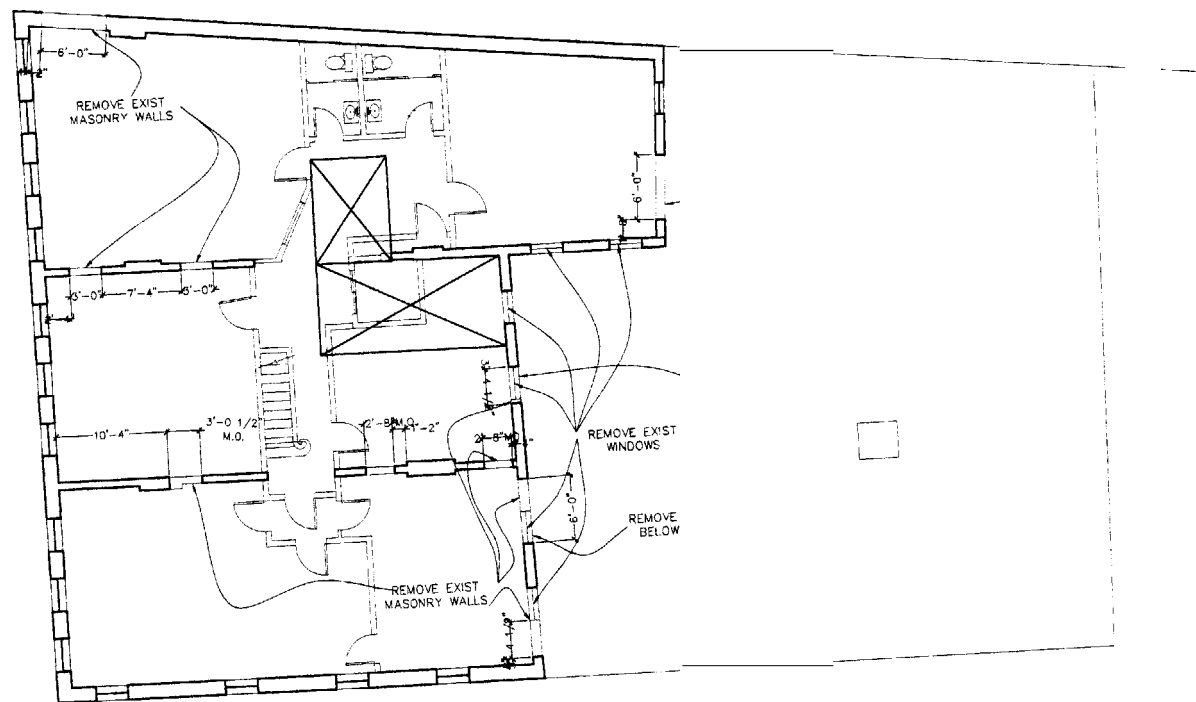 6'-0"
REMOVE EXIST
MASONRY WALLS
6'-0"
3'-0"
7'-4"
3'-0"
3'-0 1/2"
M.O.
10'-4"
2'-8"M.O.
1'-2"
2'-8"M.O.
REMOVE EXIST
WINDOWS
6'-0"
REMOVE
BELOW
REMOVE EXIST
MASONRY WALLS